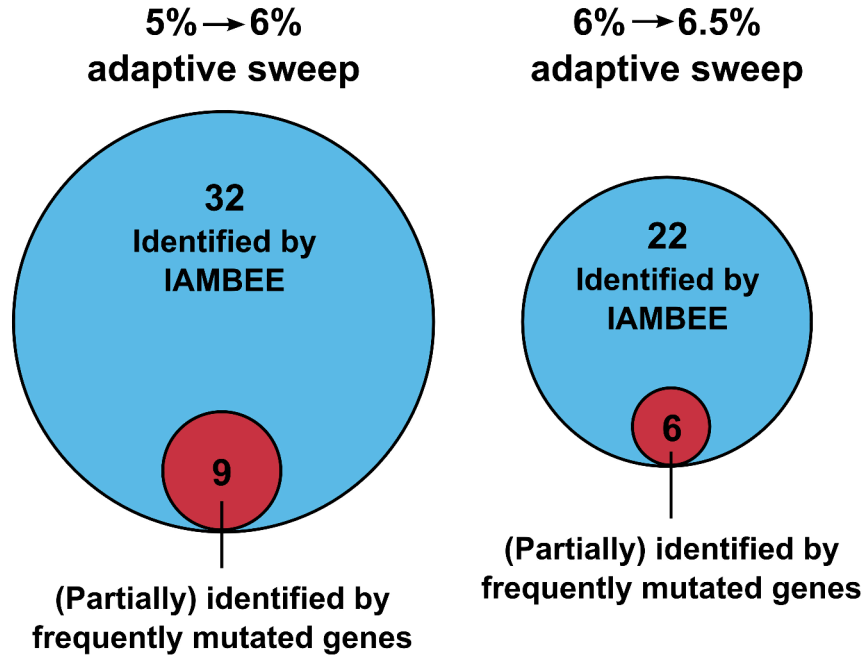 5% → 6%
adaptive sweep
32
Identified by
IAMBEE
9
(Partially) identified by
frequently mutated genes
6% → 6.5%
adaptive sweep
22
Identified by
IAMBEE
6
(Partially) identified by
frequently mutated genes